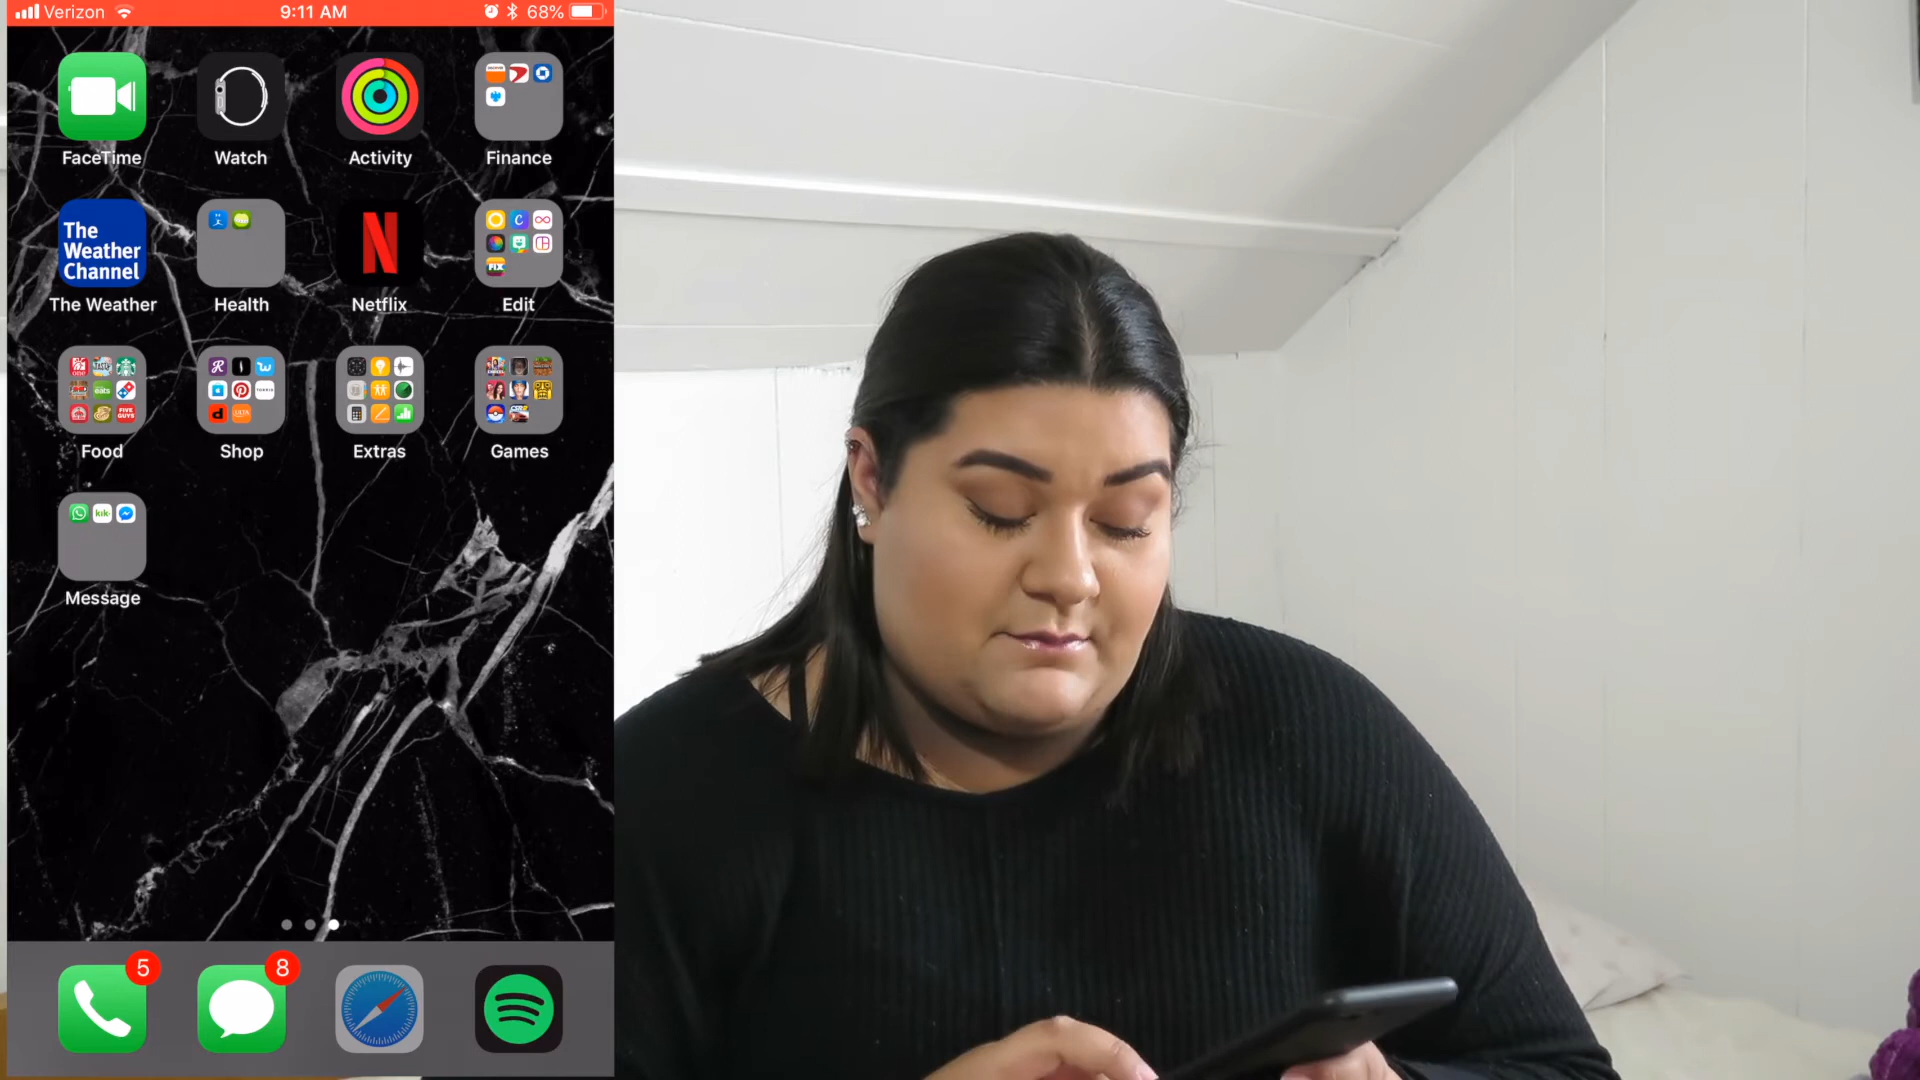 Verizon 9:11 AM 68%
FaceTime Watch Activity Finance
The
Weather
Channel
The Weather Health Netflix Edit
Food Shop Extras Games
kik
Message
5 8